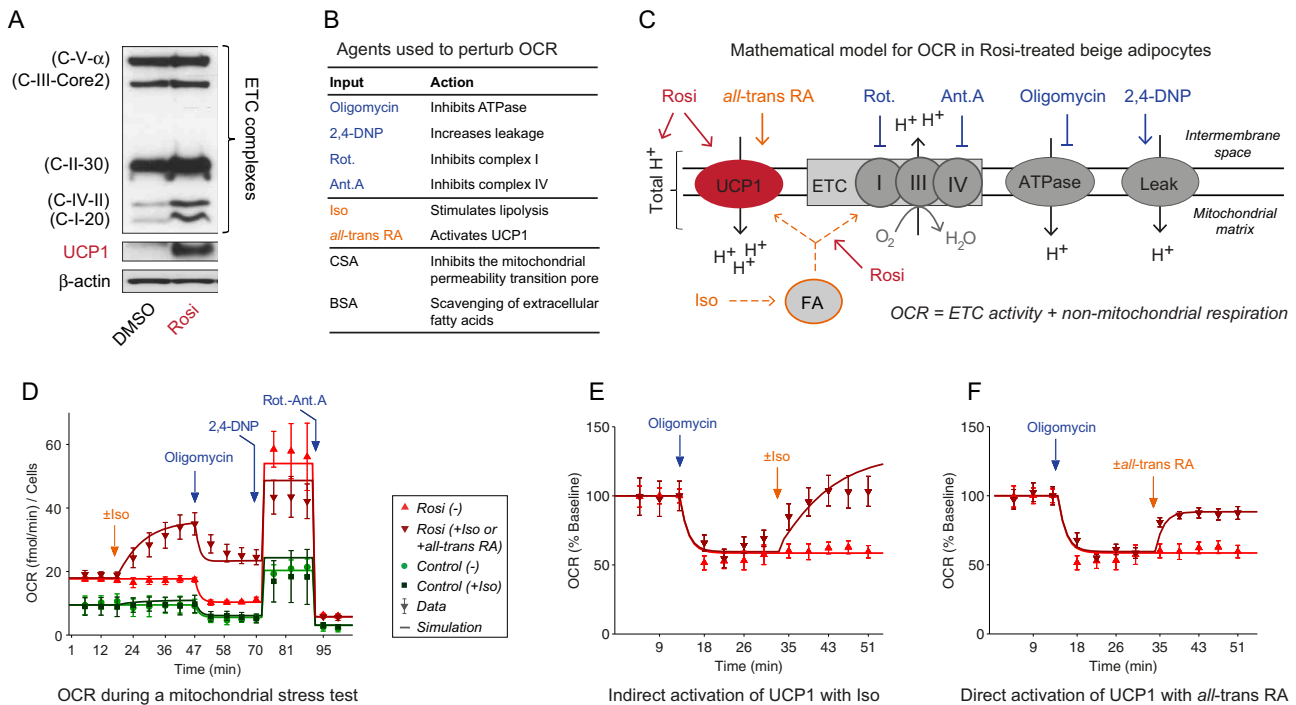 A
(C-V-α)
(C-III-Core2)
(C-II-30)
(C-IV-II)
(C-I-20)
UCP1
β-actin
DMSO
Rosi
ETC complexes
B
Agents used to perturb OCR
Input Action
Oligomycin Inhibits ATPase
2,4-DNP Increases leakage
Rot. Inhibits complex I
Ant.A Inhibits complex IV
Iso Stimulates lipolysis
all-trans RA Activates UCP1
CSA Inhibits the mitochondrial
permeability transition pore
BSA Scavenging of extracellular
fatty acids
C
Mathematical model for OCR in Rosi-treated beige adipocytes
Rosi all-trans RA Rot. Ant.A Oligomycin 2,4-DNP
H+ H+
Intermembrane
space
Total H+
UCP1 ETC I III IV ATPase Leak
Mitochondrial
matrix
O2 H2O
H+ H+ H+ H+
H+
H+
Rosi
Iso FA
OCR = ETC activity + non-mitochondrial respiration
D
Rot.-Ant.A
2,4-DNP
Oligomycin
±Iso
OCR (fmol/min) / Cells
60
40
20
0
1 12 24 36 47 58 70 81 95
Time (min)
OCR during a mitochondrial stress test
Rosi (-)
Rosi (+Iso or
+all-trans RA)
Control (-)
Control (+Iso)
Data
Simulation
E
Oligomycin
±Iso
OCR (% Baseline)
150
100
50
0
9 18 26 35 43 51
Time (min)
Indirect activation of UCP1 with Iso
F
Oligomycin
±all-trans RA
OCR (% Baseline)
150
100
50
0
9 18 26 35 43 51
Time (min)
Direct activation of UCP1 with all-trans RA